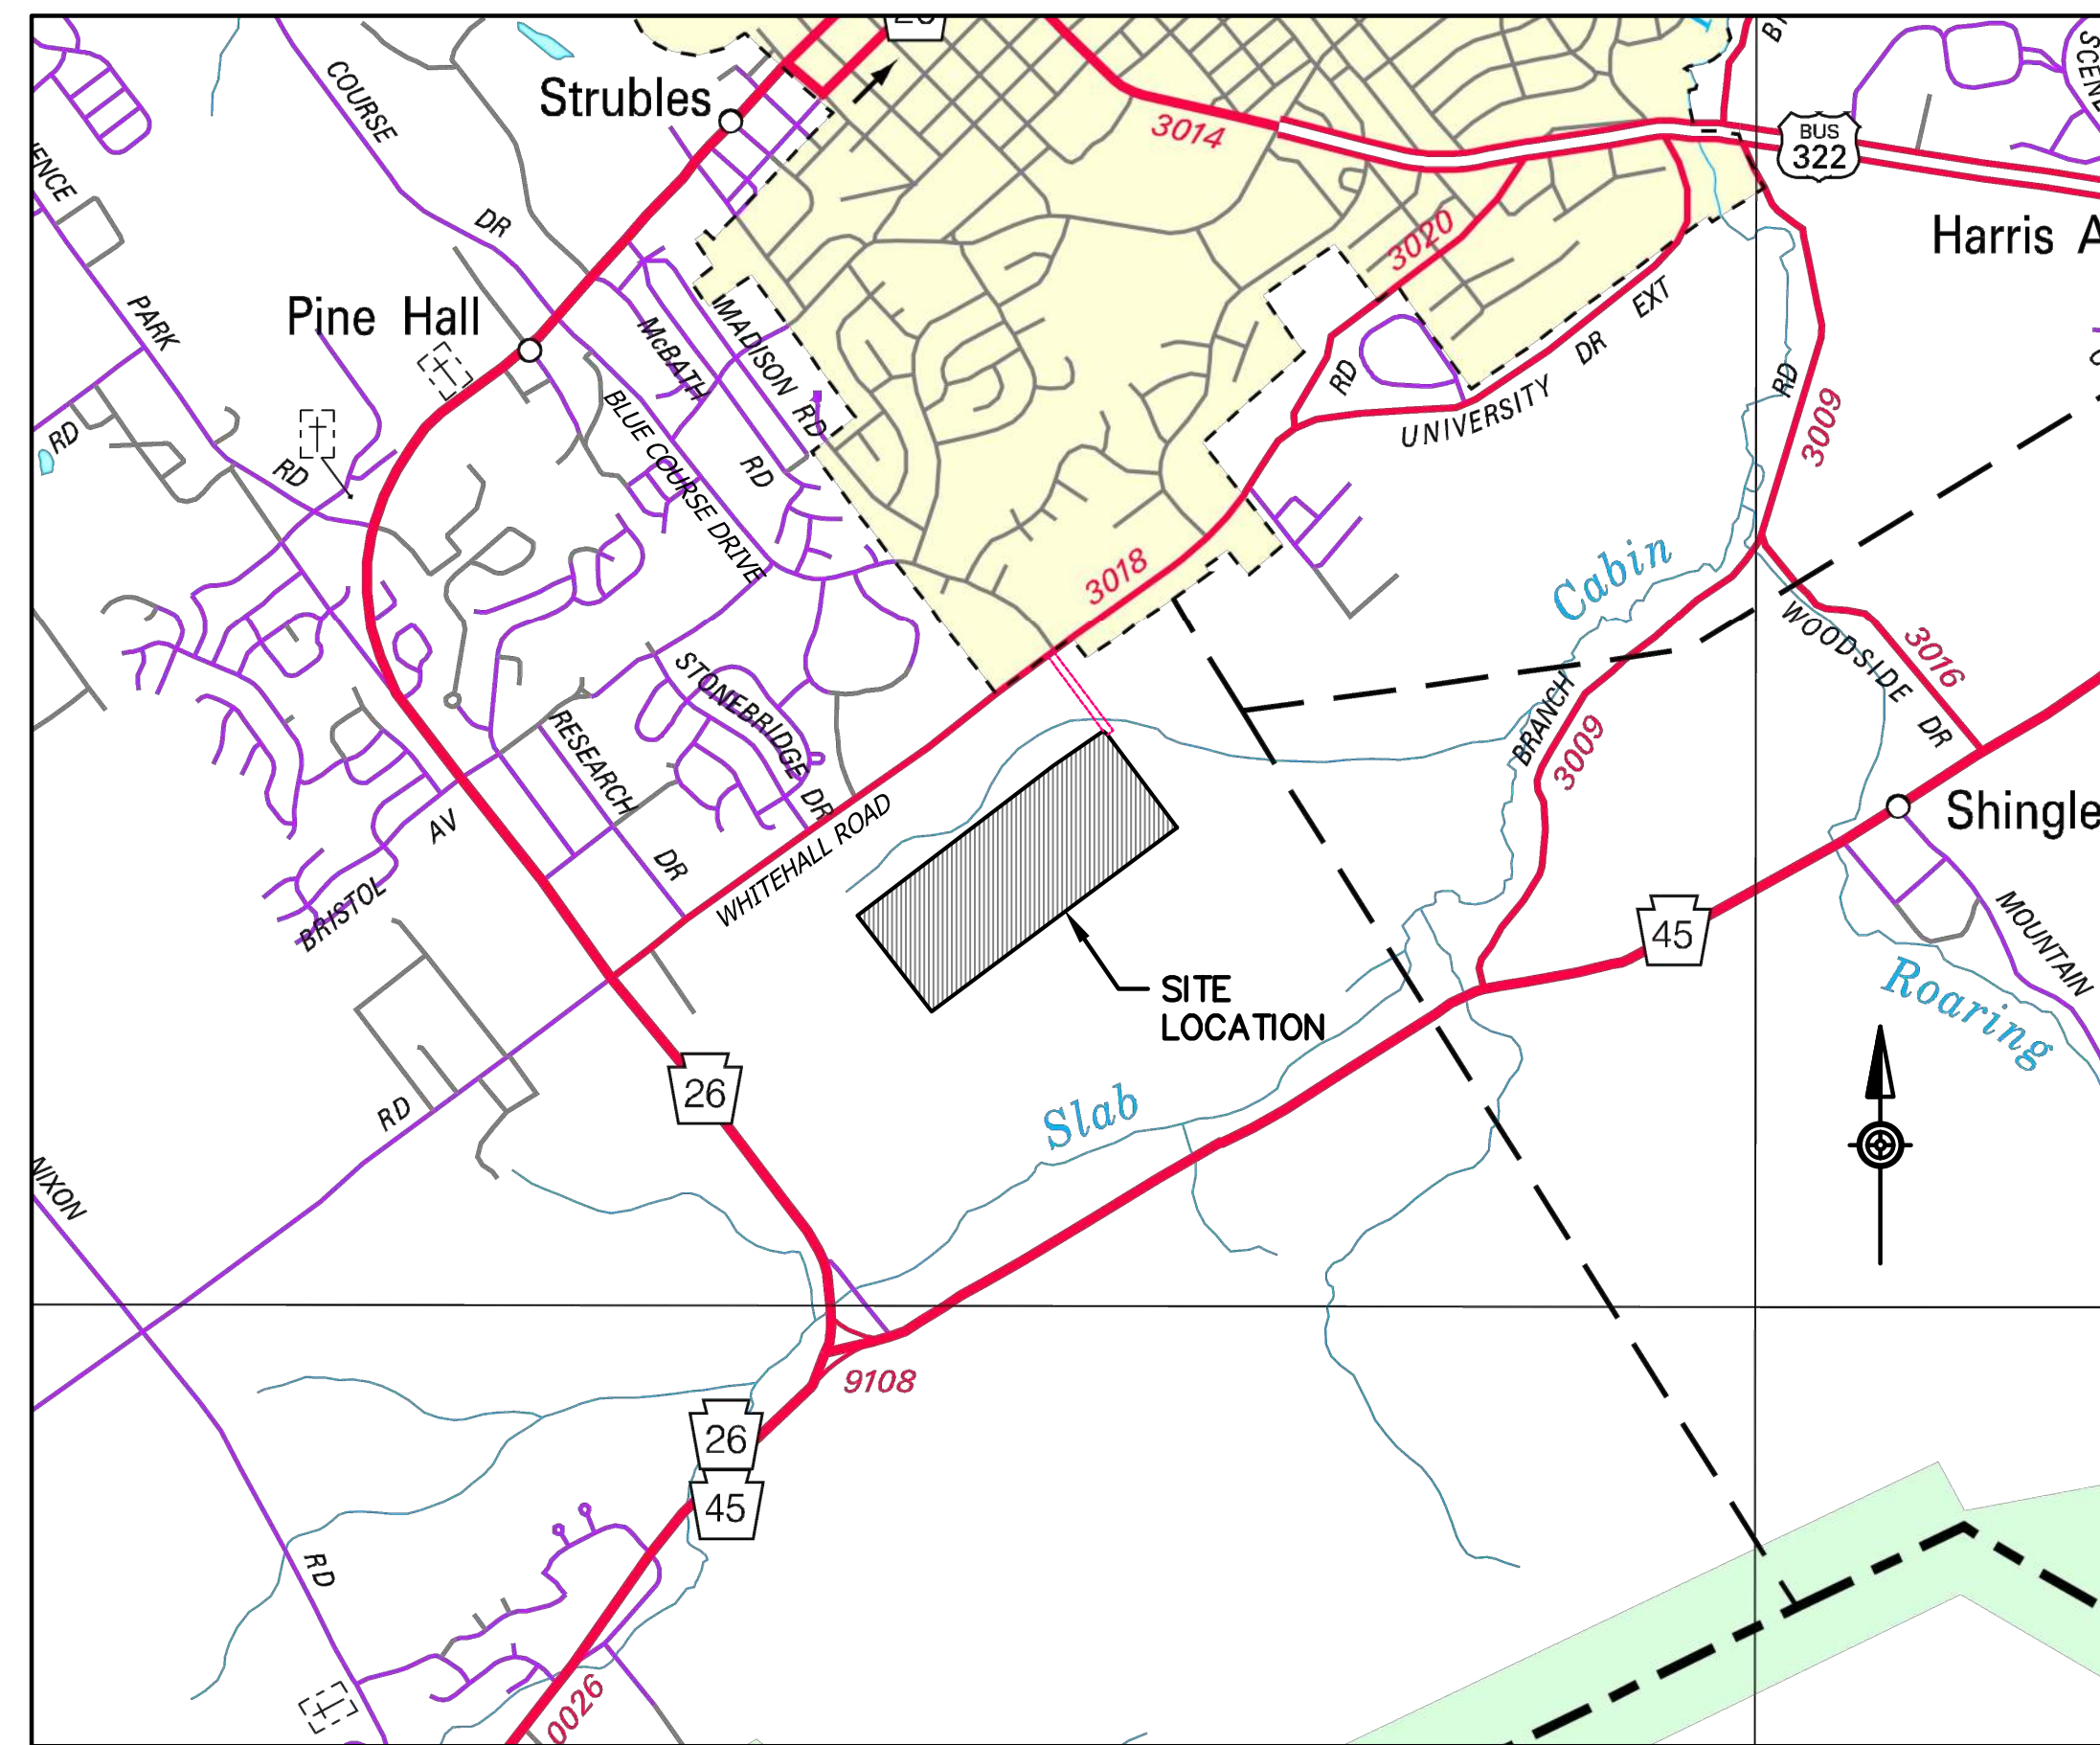 COURSE
Strubles
3014
BUS
322
Harris A
PARK
DR
3020
EXT
Pine Hall
McBATH
MADISON RD
RD
DR
UNIVERSITY
RD
3009
RD
RD
BLUE COURSE DRIVE
RD
3018
Cabin
WOODSIDE DR
3016
STONEBRIDGE DR
BRANCH
3009
RESEARCH
DR
Shingle
AV
WHITEHALL ROAD
BRISTOL
45
MOUNTAIN
Roaring
SITE
LOCATION
26
RD
Slab
NIXON
9108
26
45
RD
0026